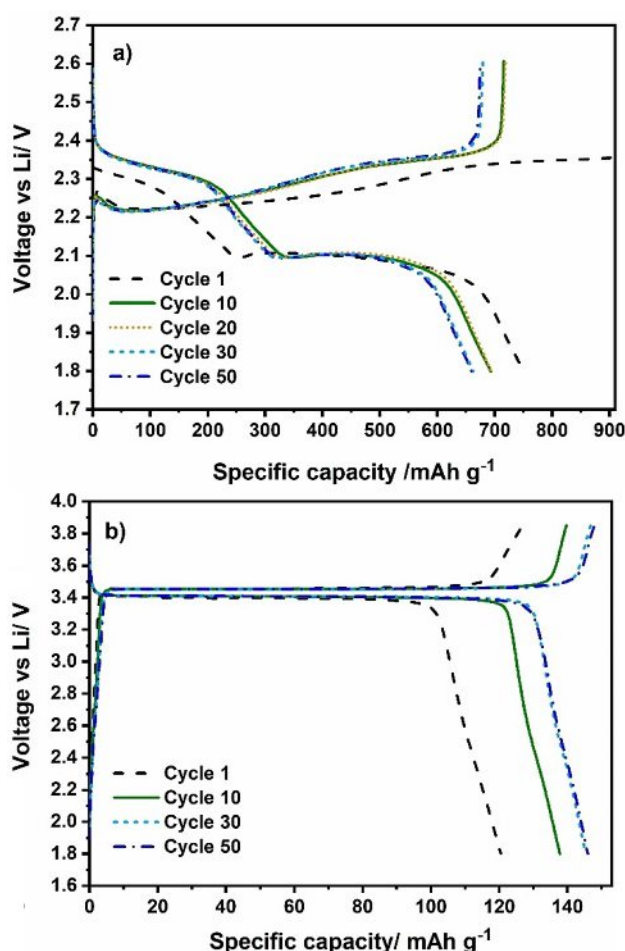 a)
2.7
2.6
2.5
2.4
2.3
2.2
2.1
2.0
1.9
1.8
1.7
Voltage vs Li/ V
Cycle 1
Cycle 10
Cycle 20
Cycle 30
Cycle 50
0 100 200 300 400 500 600 700 800 900
Specific capacity /mAh g⁻¹
b)
4.0
3.8
3.6
3.4
3.2
3.0
2.8
2.6
2.4
2.2
2.0
1.8
1.6
Voltage vs Li/ V
Cycle 1
Cycle 10
Cycle 30
Cycle 50
0 20 40 60 80 100 120 140
Specific capacity/ mAh g⁻¹